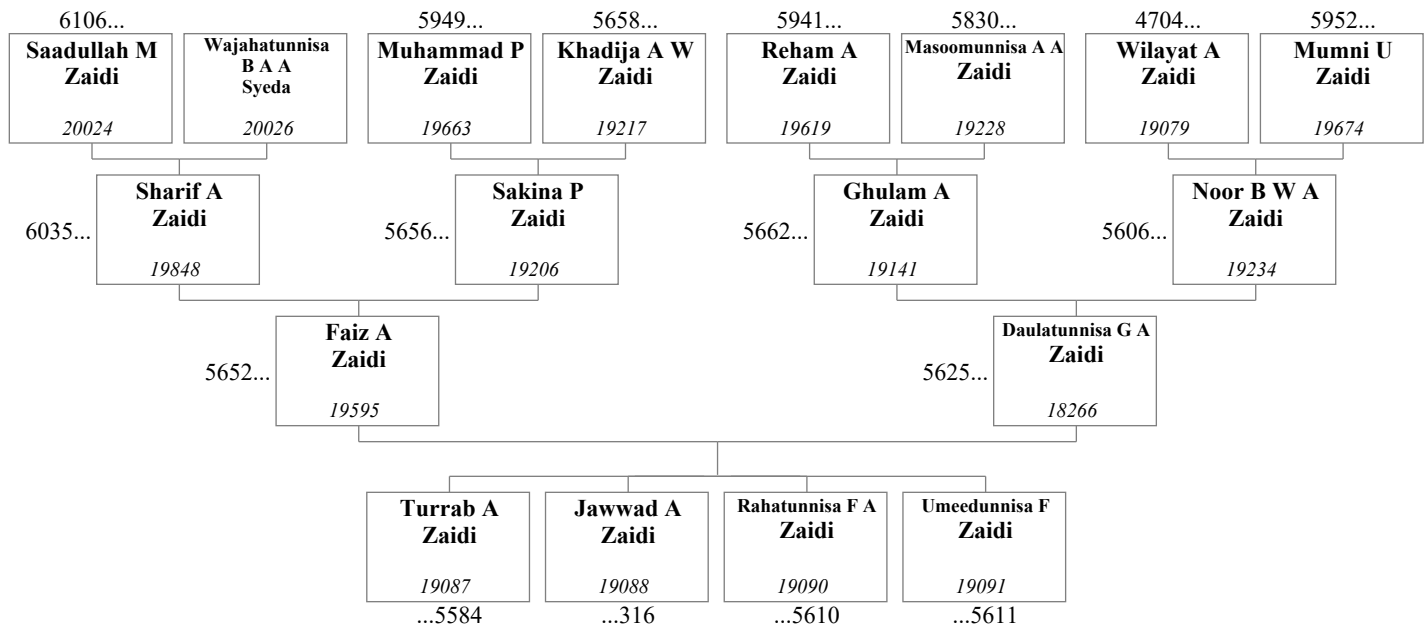 6106...
5949...
5658...
5941...
5830...
4704...
5952...
Saadullah M
Zaidi
20024
Wajahatunnisa
B A A
Syeda
20026
Muhammad P
Zaidi
19663
Khadija A W
Zaidi
19217
Reham A
Zaidi
19619
Masoomunnisa A A
Zaidi
19228
Wilayat A
Zaidi
19079
Mumni U
Zaidi
19674
6035...
Sharif A
Zaidi
19848
5656...
Sakina P
Zaidi
19206
5662...
Ghulam A
Zaidi
19141
5606...
Noor B W A
Zaidi
19234
5652...
Faiz A
Zaidi
19595
5625...
Daulatunnisa G A
Zaidi
18266
Turrab A
Zaidi
19087
...5584
Jawwad A
Zaidi
19088
...316
Rahatunnisa F A
Zaidi
19090
...5610
Umeedunnisa F
Zaidi
19091
...5611